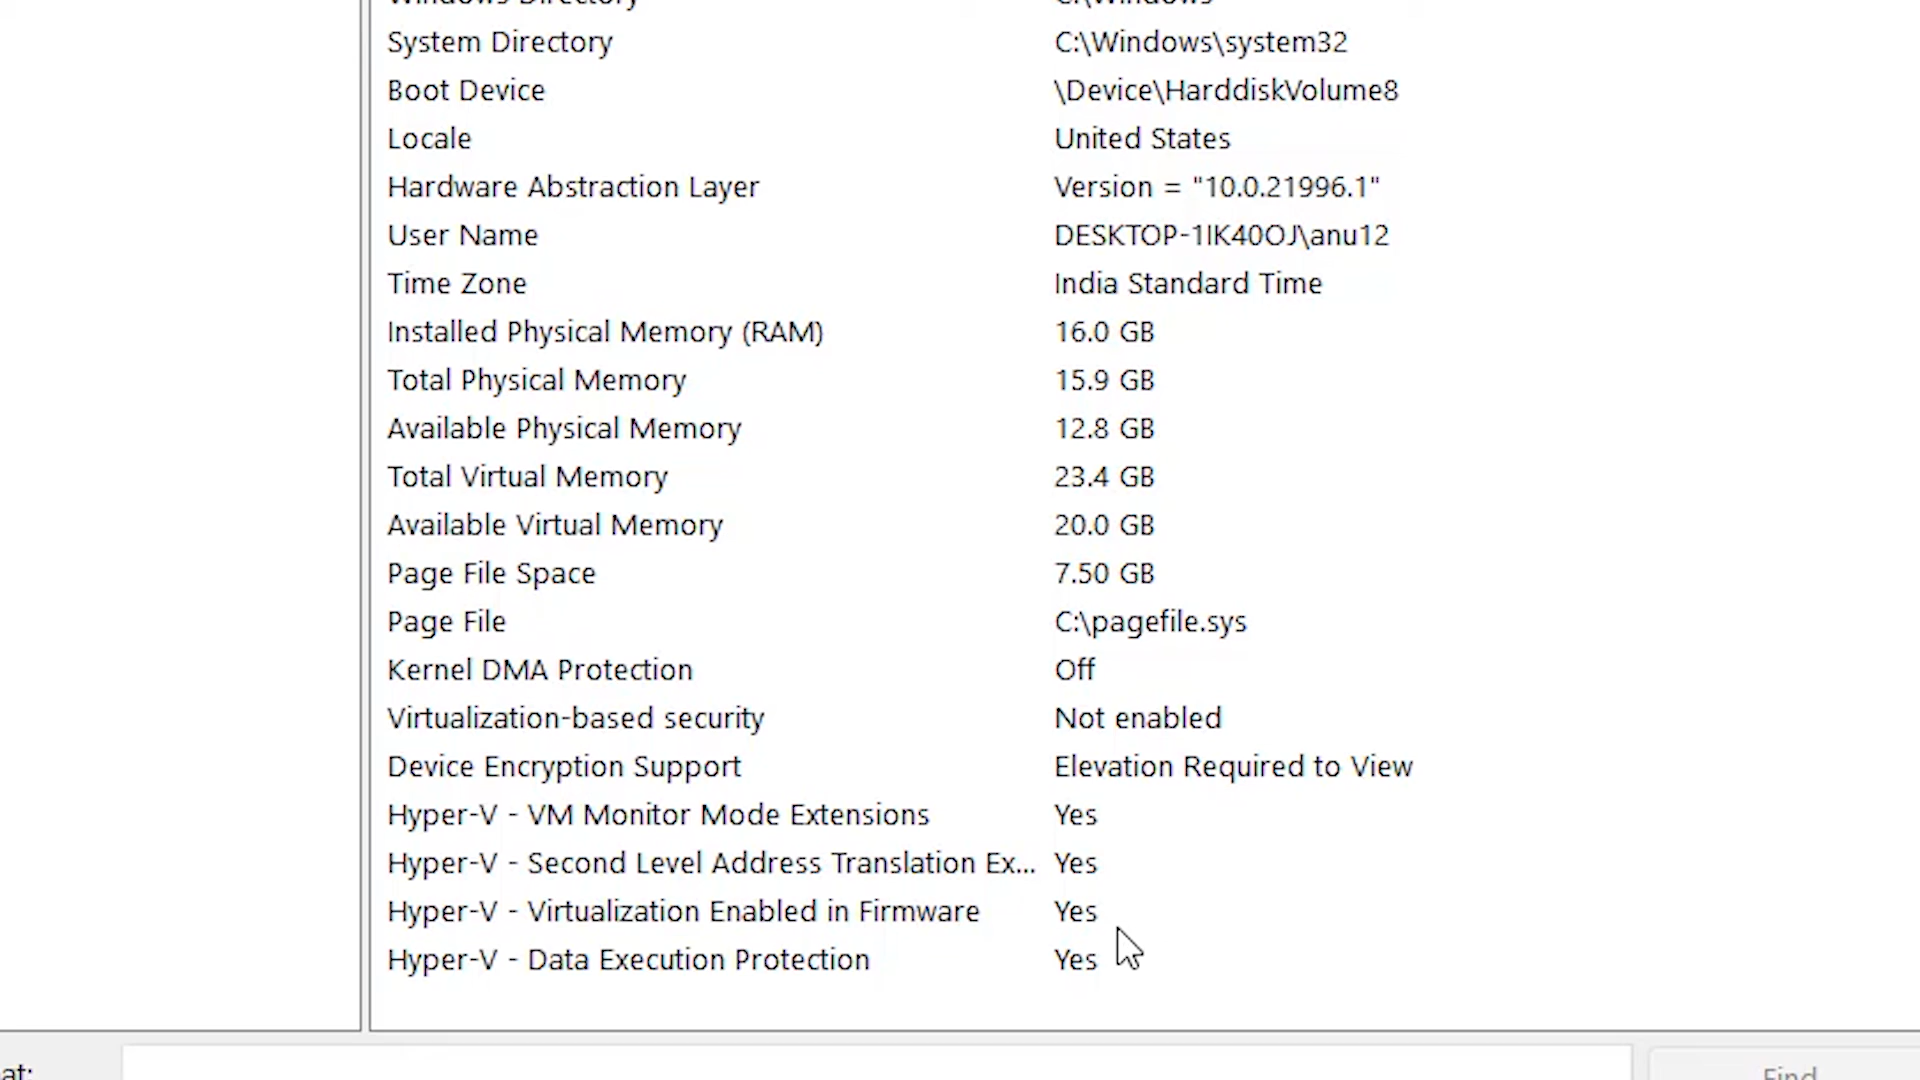 Windows Directory C:\Windows
System Directory C:\Windows\system32
Boot Device \Device\HarddiskVolume8
Locale United States
Hardware Abstraction Layer Version = "10.0.21996.1"
User Name DESKTOP-1IK40OJ\anu12
Time Zone India Standard Time
Installed Physical Memory (RAM) 16.0 GB
Total Physical Memory 15.9 GB
Available Physical Memory 12.8 GB
Total Virtual Memory 23.4 GB
Available Virtual Memory 20.0 GB
Page File Space 7.50 GB
Page File C:\pagefile.sys
Kernel DMA Protection Off
Virtualization-based security Not enabled
Device Encryption Support Elevation Required to View
Hyper-V - VM Monitor Mode Extensions Yes
Hyper-V - Second Level Address Translation Ex... Yes
Hyper-V - Virtualization Enabled in Firmware Yes
Hyper-V - Data Execution Protection Yes
at: Find